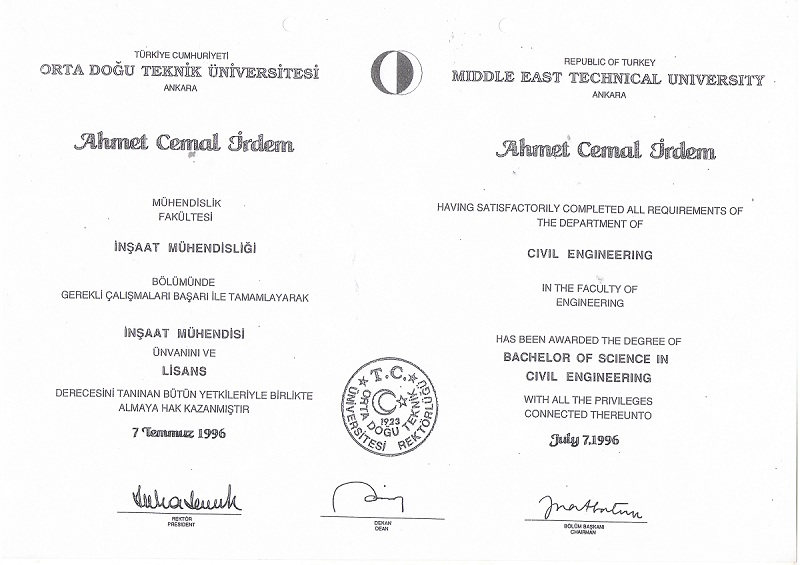 TÜRKİYE CUMHURİYETİ
ORTA DOĞU TEKNİK ÜNİVERSİTESİ
ANKARA
Ahmet Cemal İrdem
MÜHENDİSLİK
FAKÜLTESİ
İNŞAAT MÜHENDİSLİĞİ
BÖLÜMÜNDE
GEREKLİ ÇALIŞMALARI BAŞARI İLE TAMAMLAYARAK
İNŞAAT MÜHENDİSİ
ÜNVANINI VE
LİSANS
DERECESİNİ TANINAN BÜTÜN YETKİLERİYLE BİRLİKTE
ALMAYA HAK KAZANMIŞTIR
7 Temmuz 1996
REPUBLIC OF TURKEY
MIDDLE EAST TECHNICAL UNIVERSITY
ANKARA
Ahmet Cemal İrdem
HAVING SATISFACTORILY COMPLETED ALL REQUIREMENTS OF
THE DEPARTMENT OF
CIVIL ENGINEERING
IN THE FACULTY OF
ENGINEERING
HAS BEEN AWARDED THE DEGREE OF
BACHELOR OF SCIENCE IN
CIVIL ENGINEERING
WITH ALL THE PRIVILEGES
CONNECTED THEREUNTO
July 7,1996
T.C.
ORTA DOĞU TEKNİK
ÜNİVERSİTESİ REKTÖRLÜĞÜ
1923
REKTÖR
PRESIDENT
DEKAN
DEAN
BÖLÜM BAŞKANI
CHAIRMAN